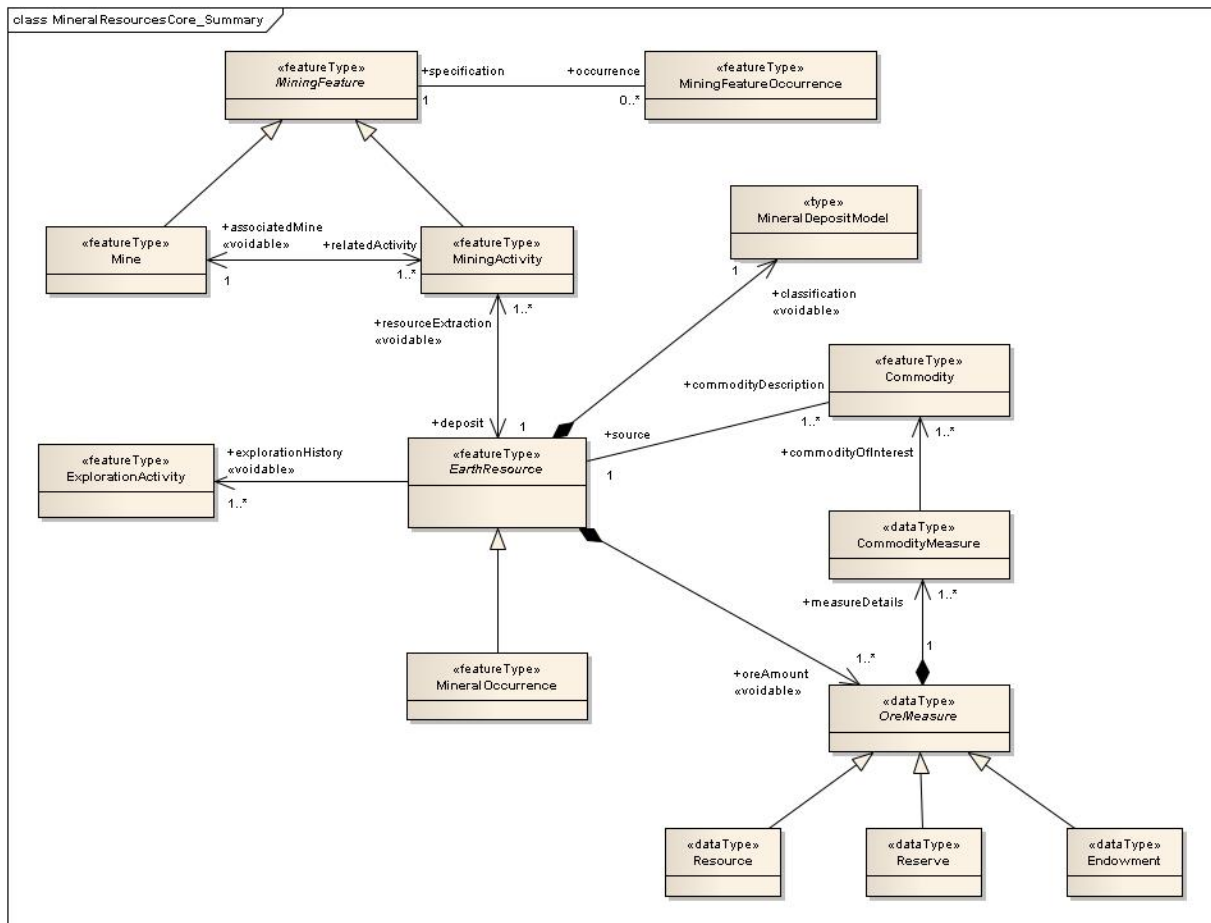 class MineralResourcesCore_Summary
«featureType»
MiningFeature
+specification
1
+occurrence
0..*
«featureType»
MiningFeatureOccurrence
«type»
MineralDepositModel
«featureType»
Mine
+associatedMine
«voidable»
1
+relatedActivity
1..*
«featureType»
MiningActivity
1
+classification
«voidable»
+resourceExtraction
«voidable»
1..*
«featureType»
Commodity
+commodityDescription
1..*
1..*
+deposit
1
+source
1
+commodityOfInterest
«featureType»
ExplorationActivity
+explorationHistory
«voidable»
1..*
«featureType»
EarthResource
«dataType»
CommodityMeasure
+measureDetails
1..*
1
«featureType»
MineralOccurrence
1..*
+oreAmount
«voidable»
«dataType»
OreMeasure
«dataType»
Resource
«dataType»
Reserve
«dataType»
Endowment